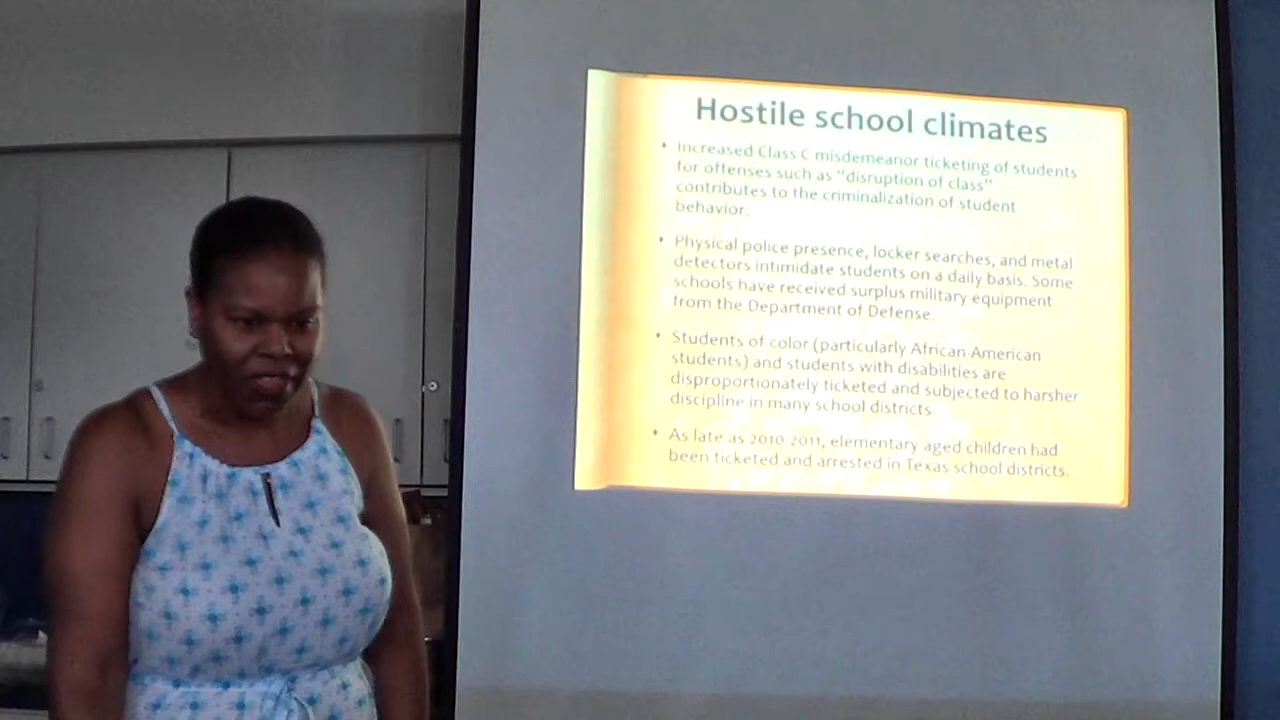 Hostile school climates
• Increased Class C misdemeanor ticketing of students
for offenses such as "disruption of class"
contributes to the criminalization of student
behavior.
• Physical police presence, locker searches, and metal
detectors intimidate students on a daily basis. Some
schools have received surplus military equipment
from the Department of Defense.
• Students of color (particularly African-American
students) and students with disabilities are
disproportionately ticketed and subjected to harsher
discipline in many school districts.
• As late as 2010-2011, elementary aged children had
been ticketed and arrested in Texas school districts.